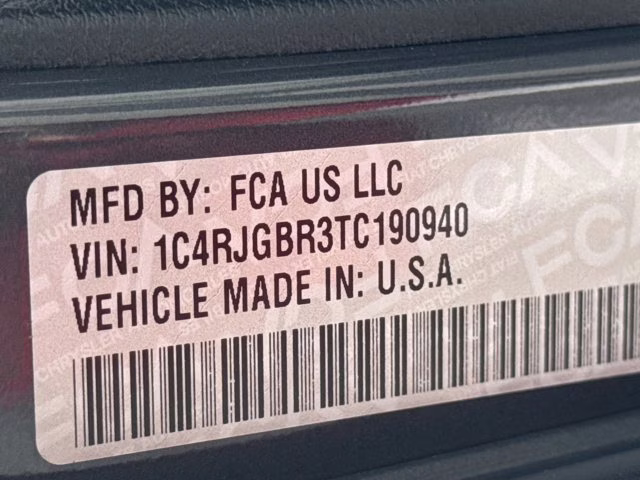 MFD BY: FCA US LLC
VIN: 1C4RJGBR3TC190940
VEHICLE MADE IN: U.S.A.